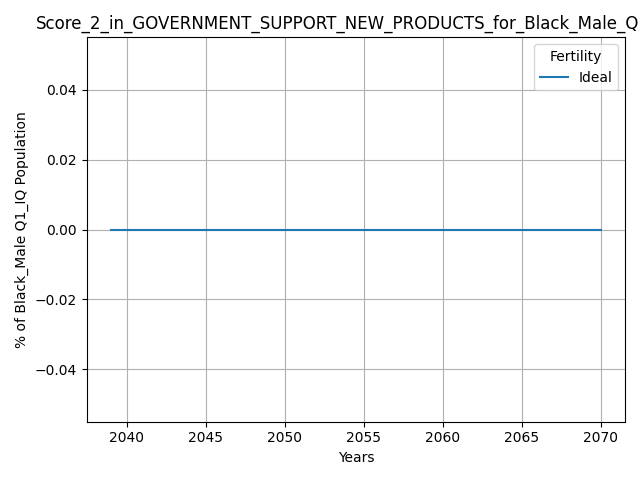 Score_2_in_GOVERNMENT_SUPPORT_NEW_PRODUCTS_for_Black_Male_Q
Fertility
Ideal
% of Black_Male Q1_IQ Population
0.04
0.02
0.00
−0.02
−0.04
2040 2045 2050 2055 2060 2065 2070
Years